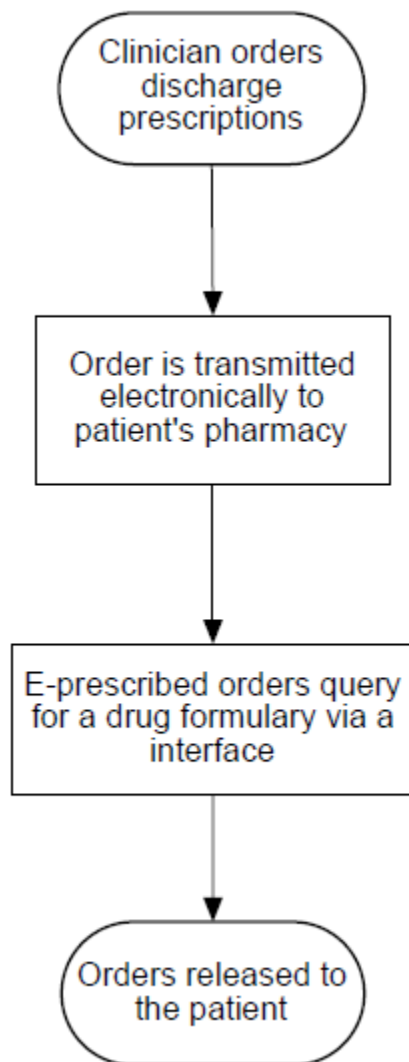 Clinician orders
discharge
prescriptions
Order is transmitted
electronically to
patient's pharmacy
E-prescribed orders query
for a drug formulary via a
interface
Orders released to
the patient